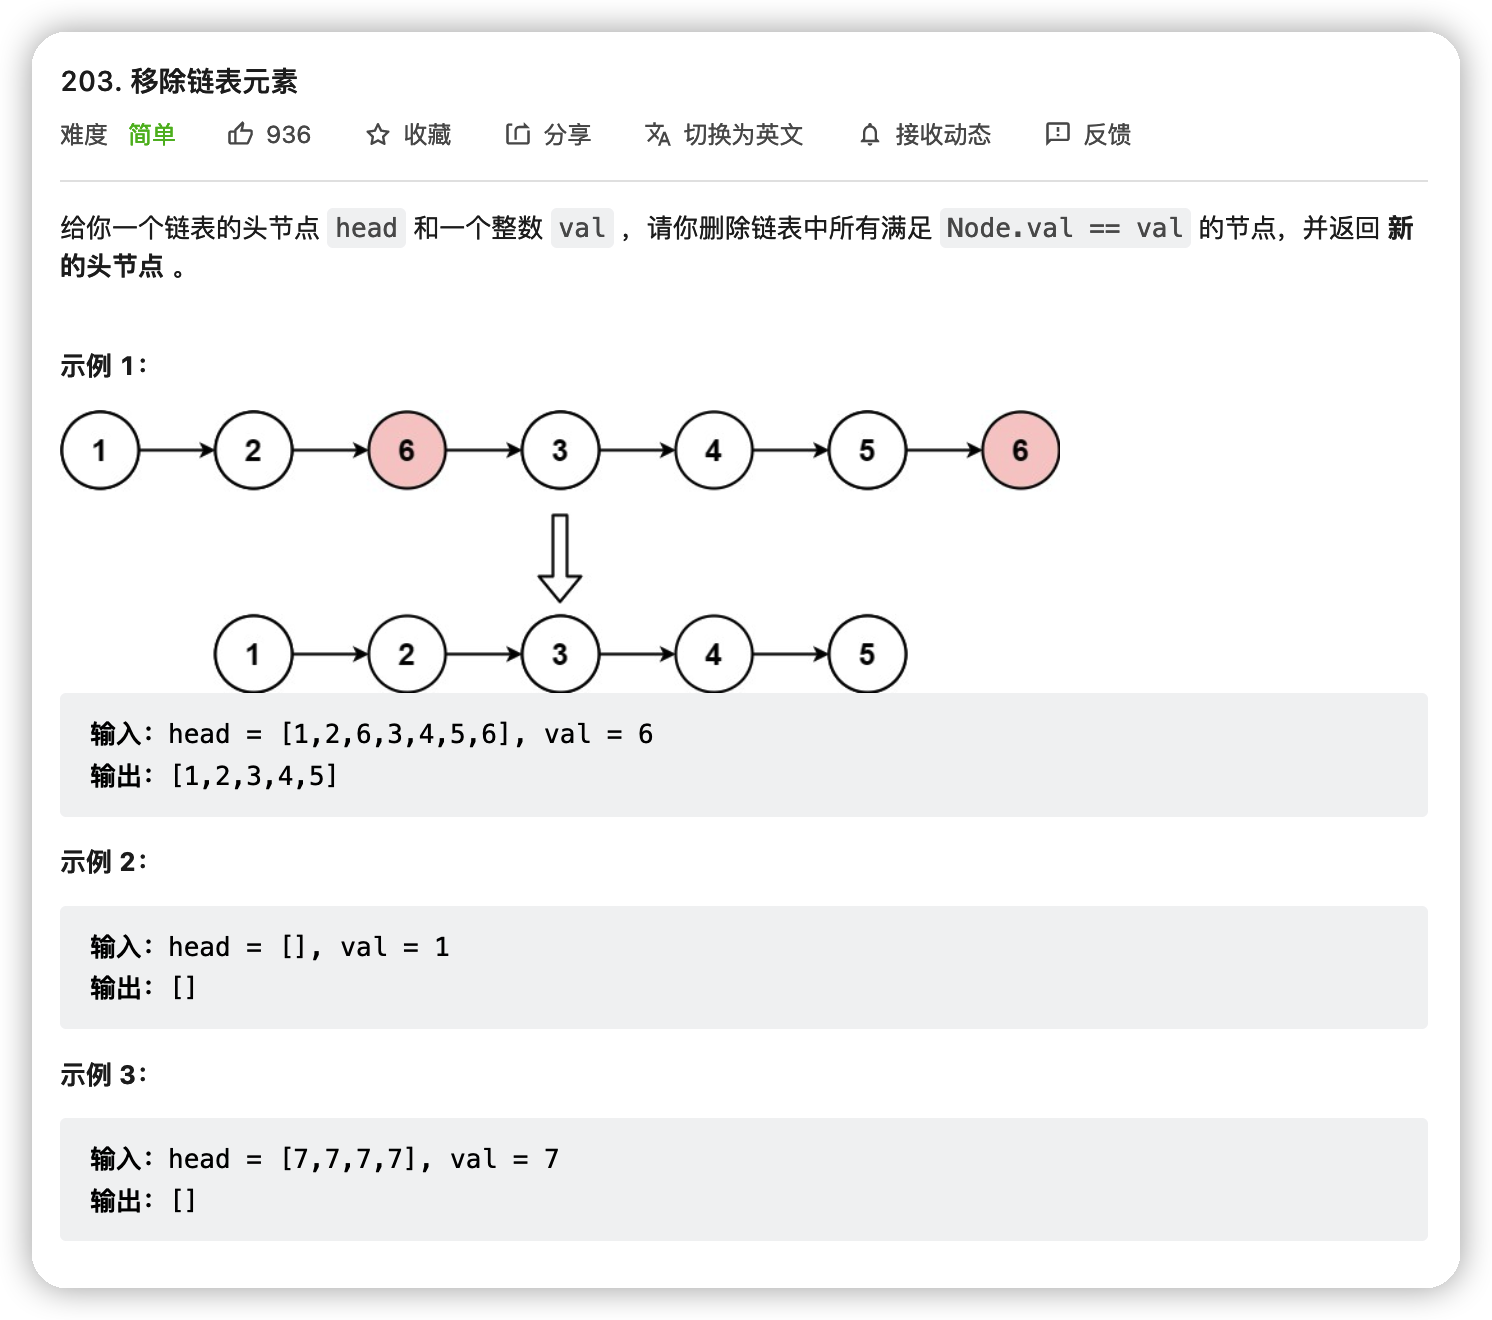 203. 移除链表元素
难度 简单 936 收藏 分享 切换为英文 接收动态 反馈
给你一个链表的头节点 head 和一个整数 val ，请你删除链表中所有满足 Node.val == val 的节点，并返回 新
的头节点 。
示例 1：
1 2 6 3 4 5 6
1 2 3 4 5
输入：head = [1,2,6,3,4,5,6], val = 6
输出：[1,2,3,4,5]
示例 2：
输入：head = [], val = 1
输出：[]
示例 3：
输入：head = [7,7,7,7], val = 7
输出：[]